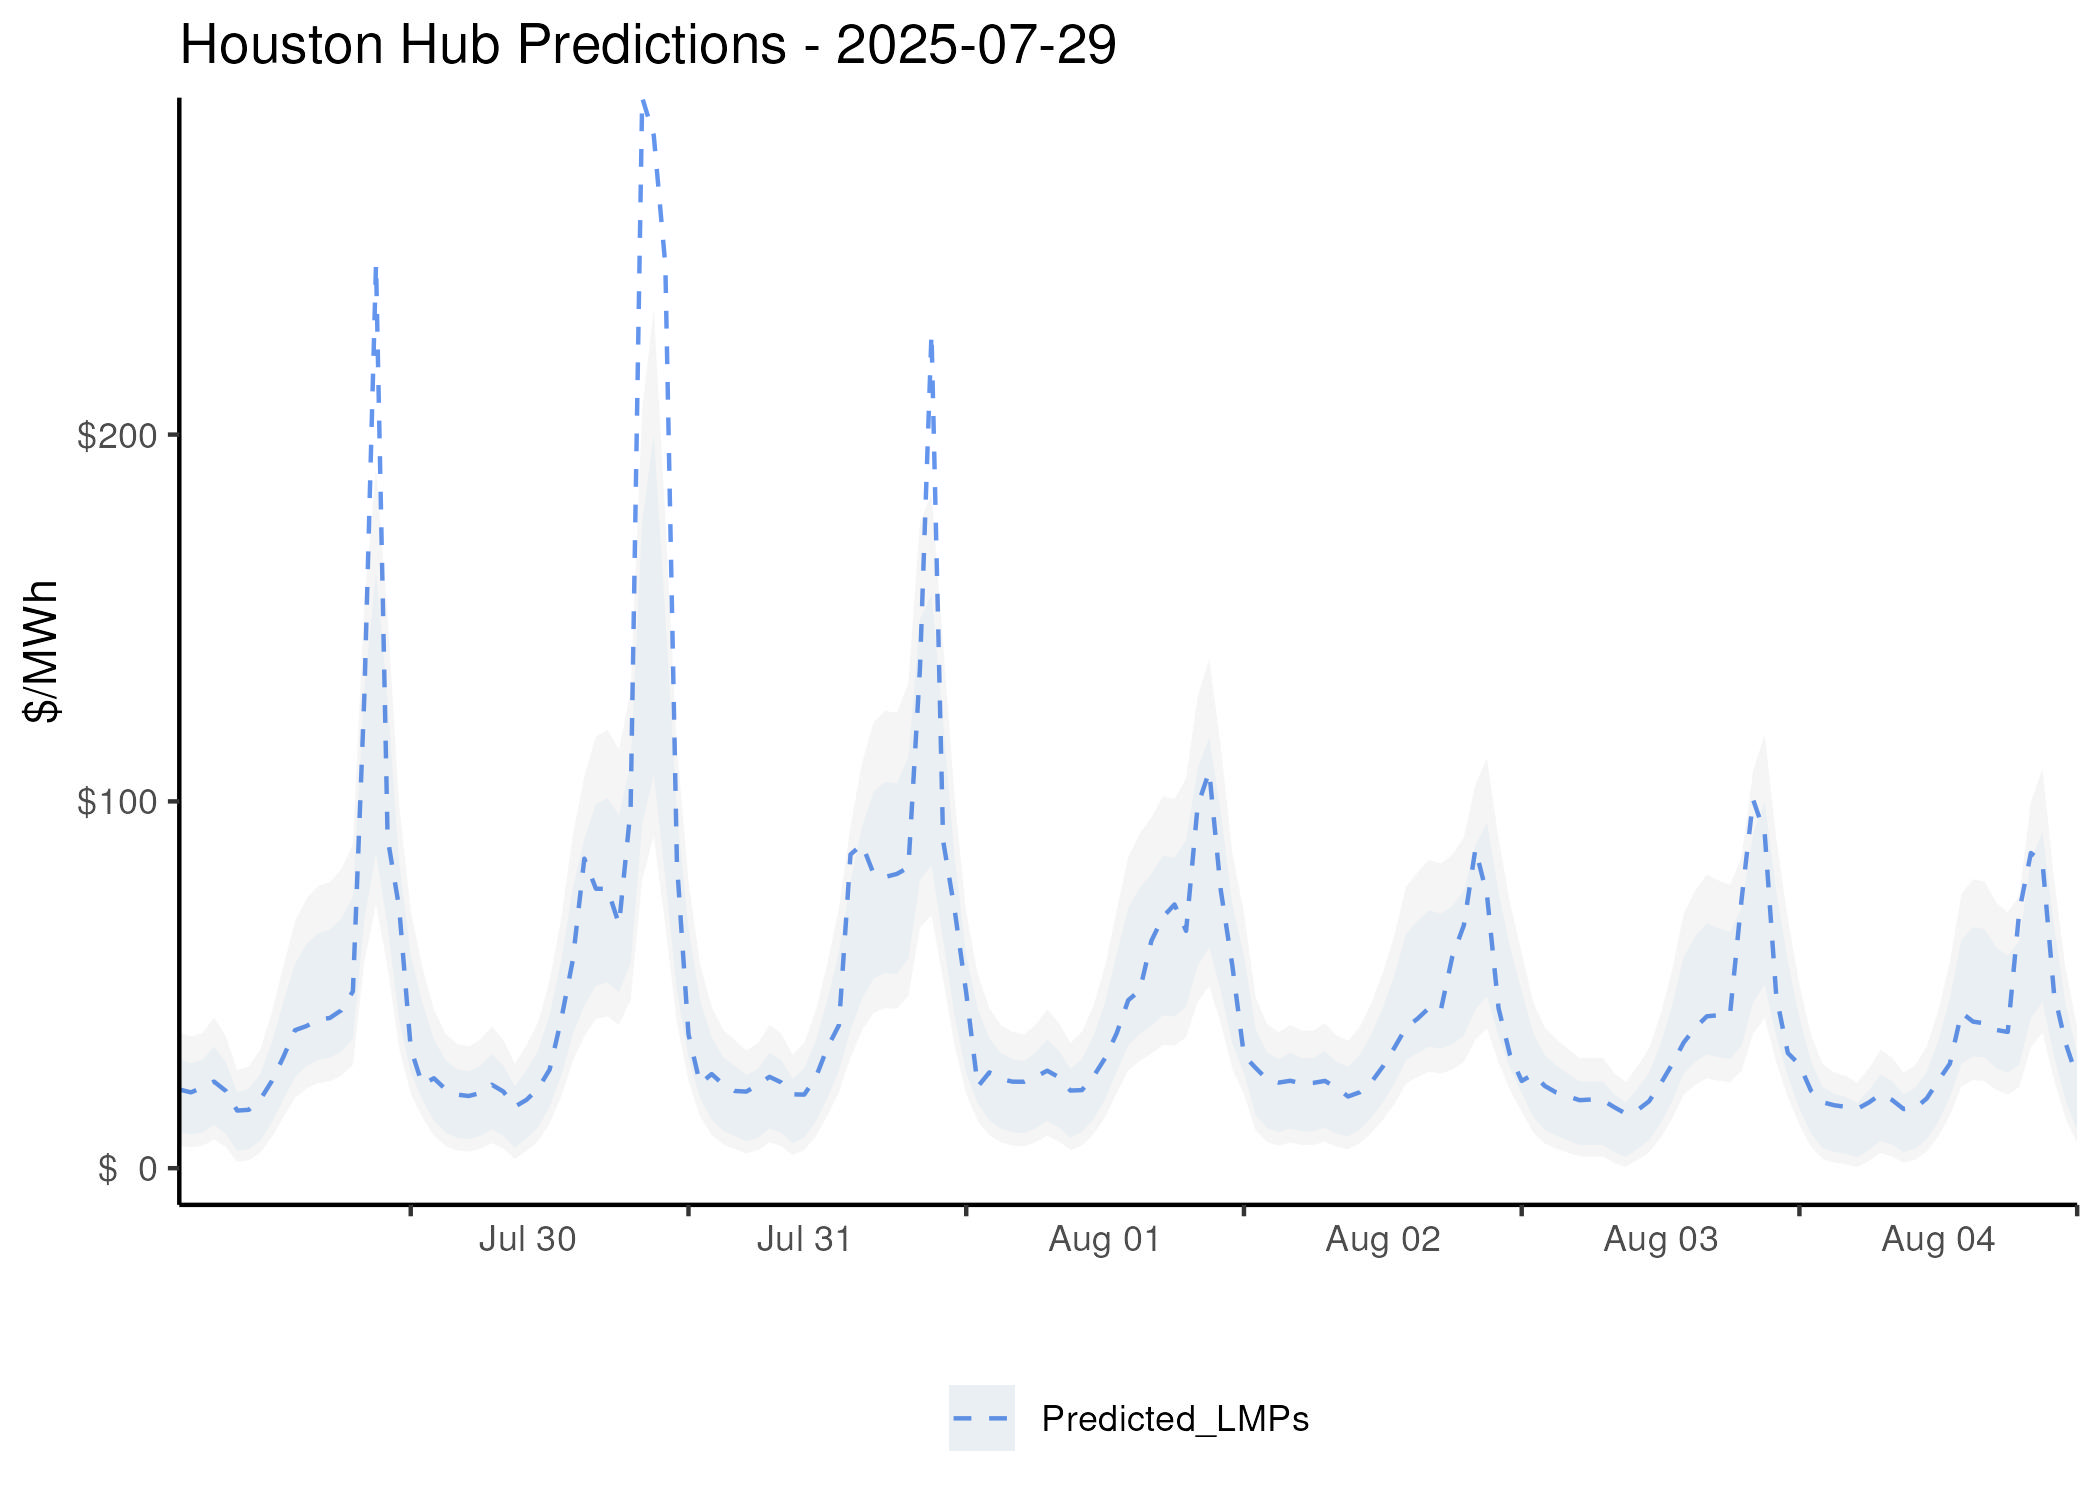 Houston Hub Predictions - 2025-07-29
$/MWh
$200
$100
$  0
Jul 30
Jul 31
Aug 01
Aug 02
Aug 03
Aug 04
Predicted_LMPs